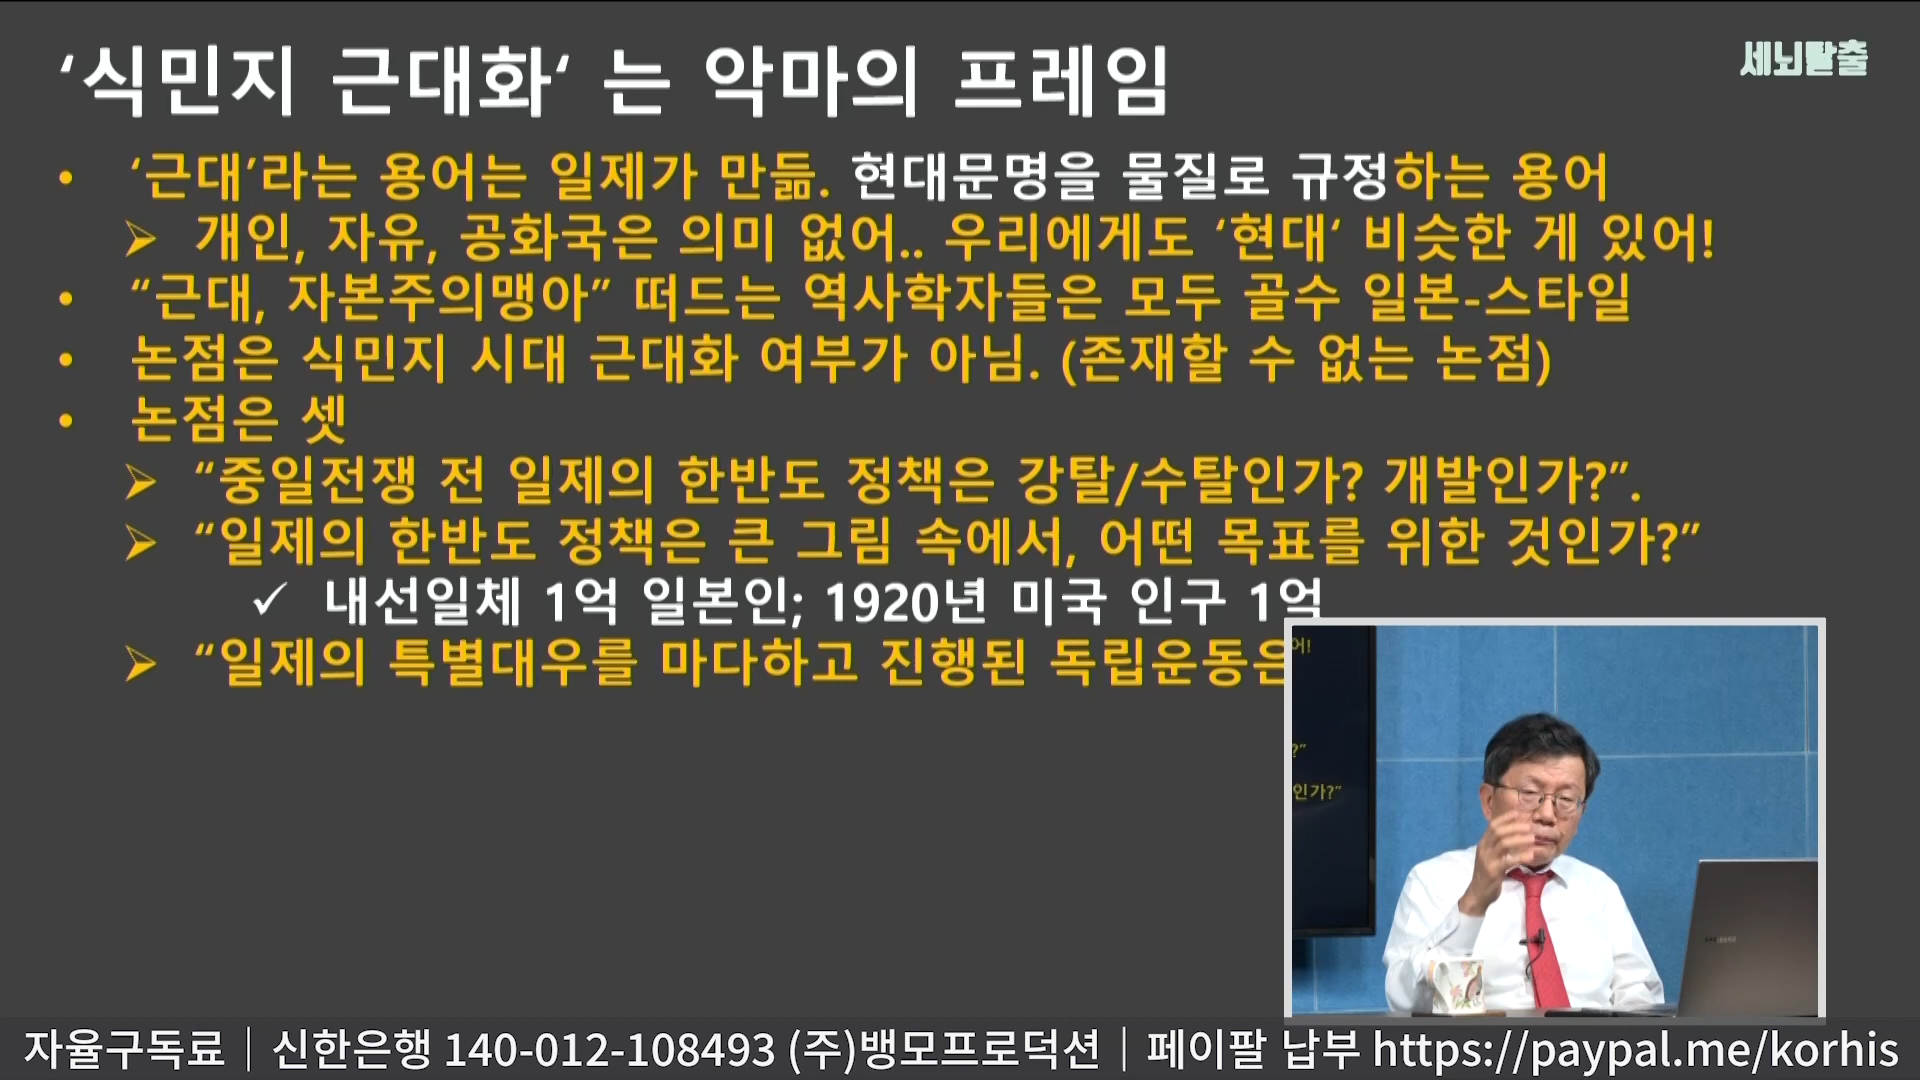 ‘식민지 근대화‘ 는 악마의 프레임
세뇌탈출
• ‘근대’라는 용어는 일제가 만듦. 현대문명을 물질로 규정하는 용어
➢ 개인, 자유, 공화국은 의미 없어.. 우리에게도 ‘현대‘ 비슷한 게 있어!
• “근대, 자본주의맹아” 떠드는 역사학자들은 모두 골수 일본-스타일
• 논점은 식민지 시대 근대화 여부가 아님. (존재할 수 없는 논점)
• 논점은 셋
➢ “중일전쟁 전 일제의 한반도 정책은 강탈/수탈인가? 개발인가?”.
➢ “일제의 한반도 정책은 큰 그림 속에서, 어떤 목표를 위한 것인가?”
✓ 내선일체 1억 일본인; 1920년 미국 인구 1억
➢ “일제의 특별대우를 마다하고 진행된 독립운동은
어!
?”
인가?”
자율구독료│신한은행 140-012-108493 (주)뱅모프로덕션│페이팔 납부 https://paypal.me/korhis